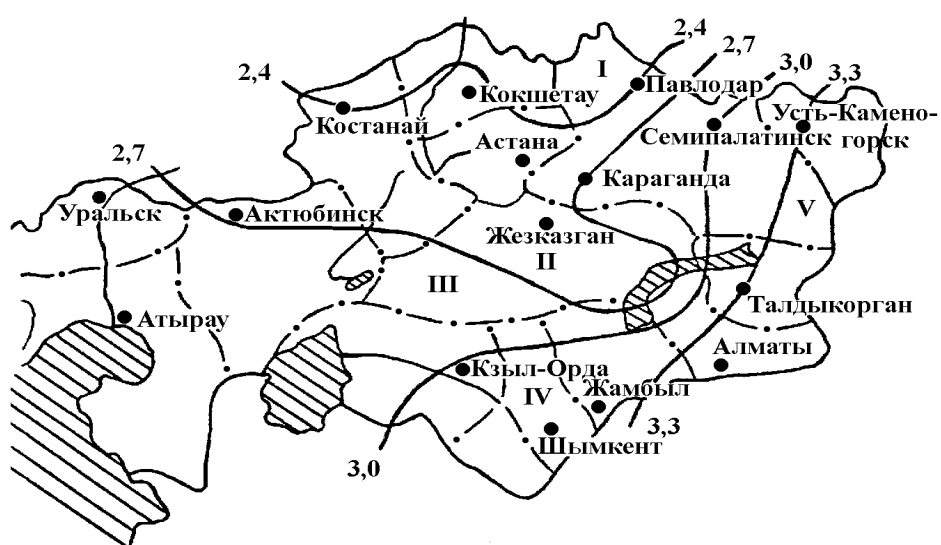 2,4
2,7
I
3,0
3,3
2,4
Кокшетау
Павлодар
Костанай
Семипалатинск
Усть-Камено-
горск
Астана
2,7
Караганда
Уральск
Актюбинск
V
Жезказган
II
III
Атырау
Талдыкорган
Алматы
Кзыл-Орда
Жамбыл
IV
3,3
Шымкент
3,0